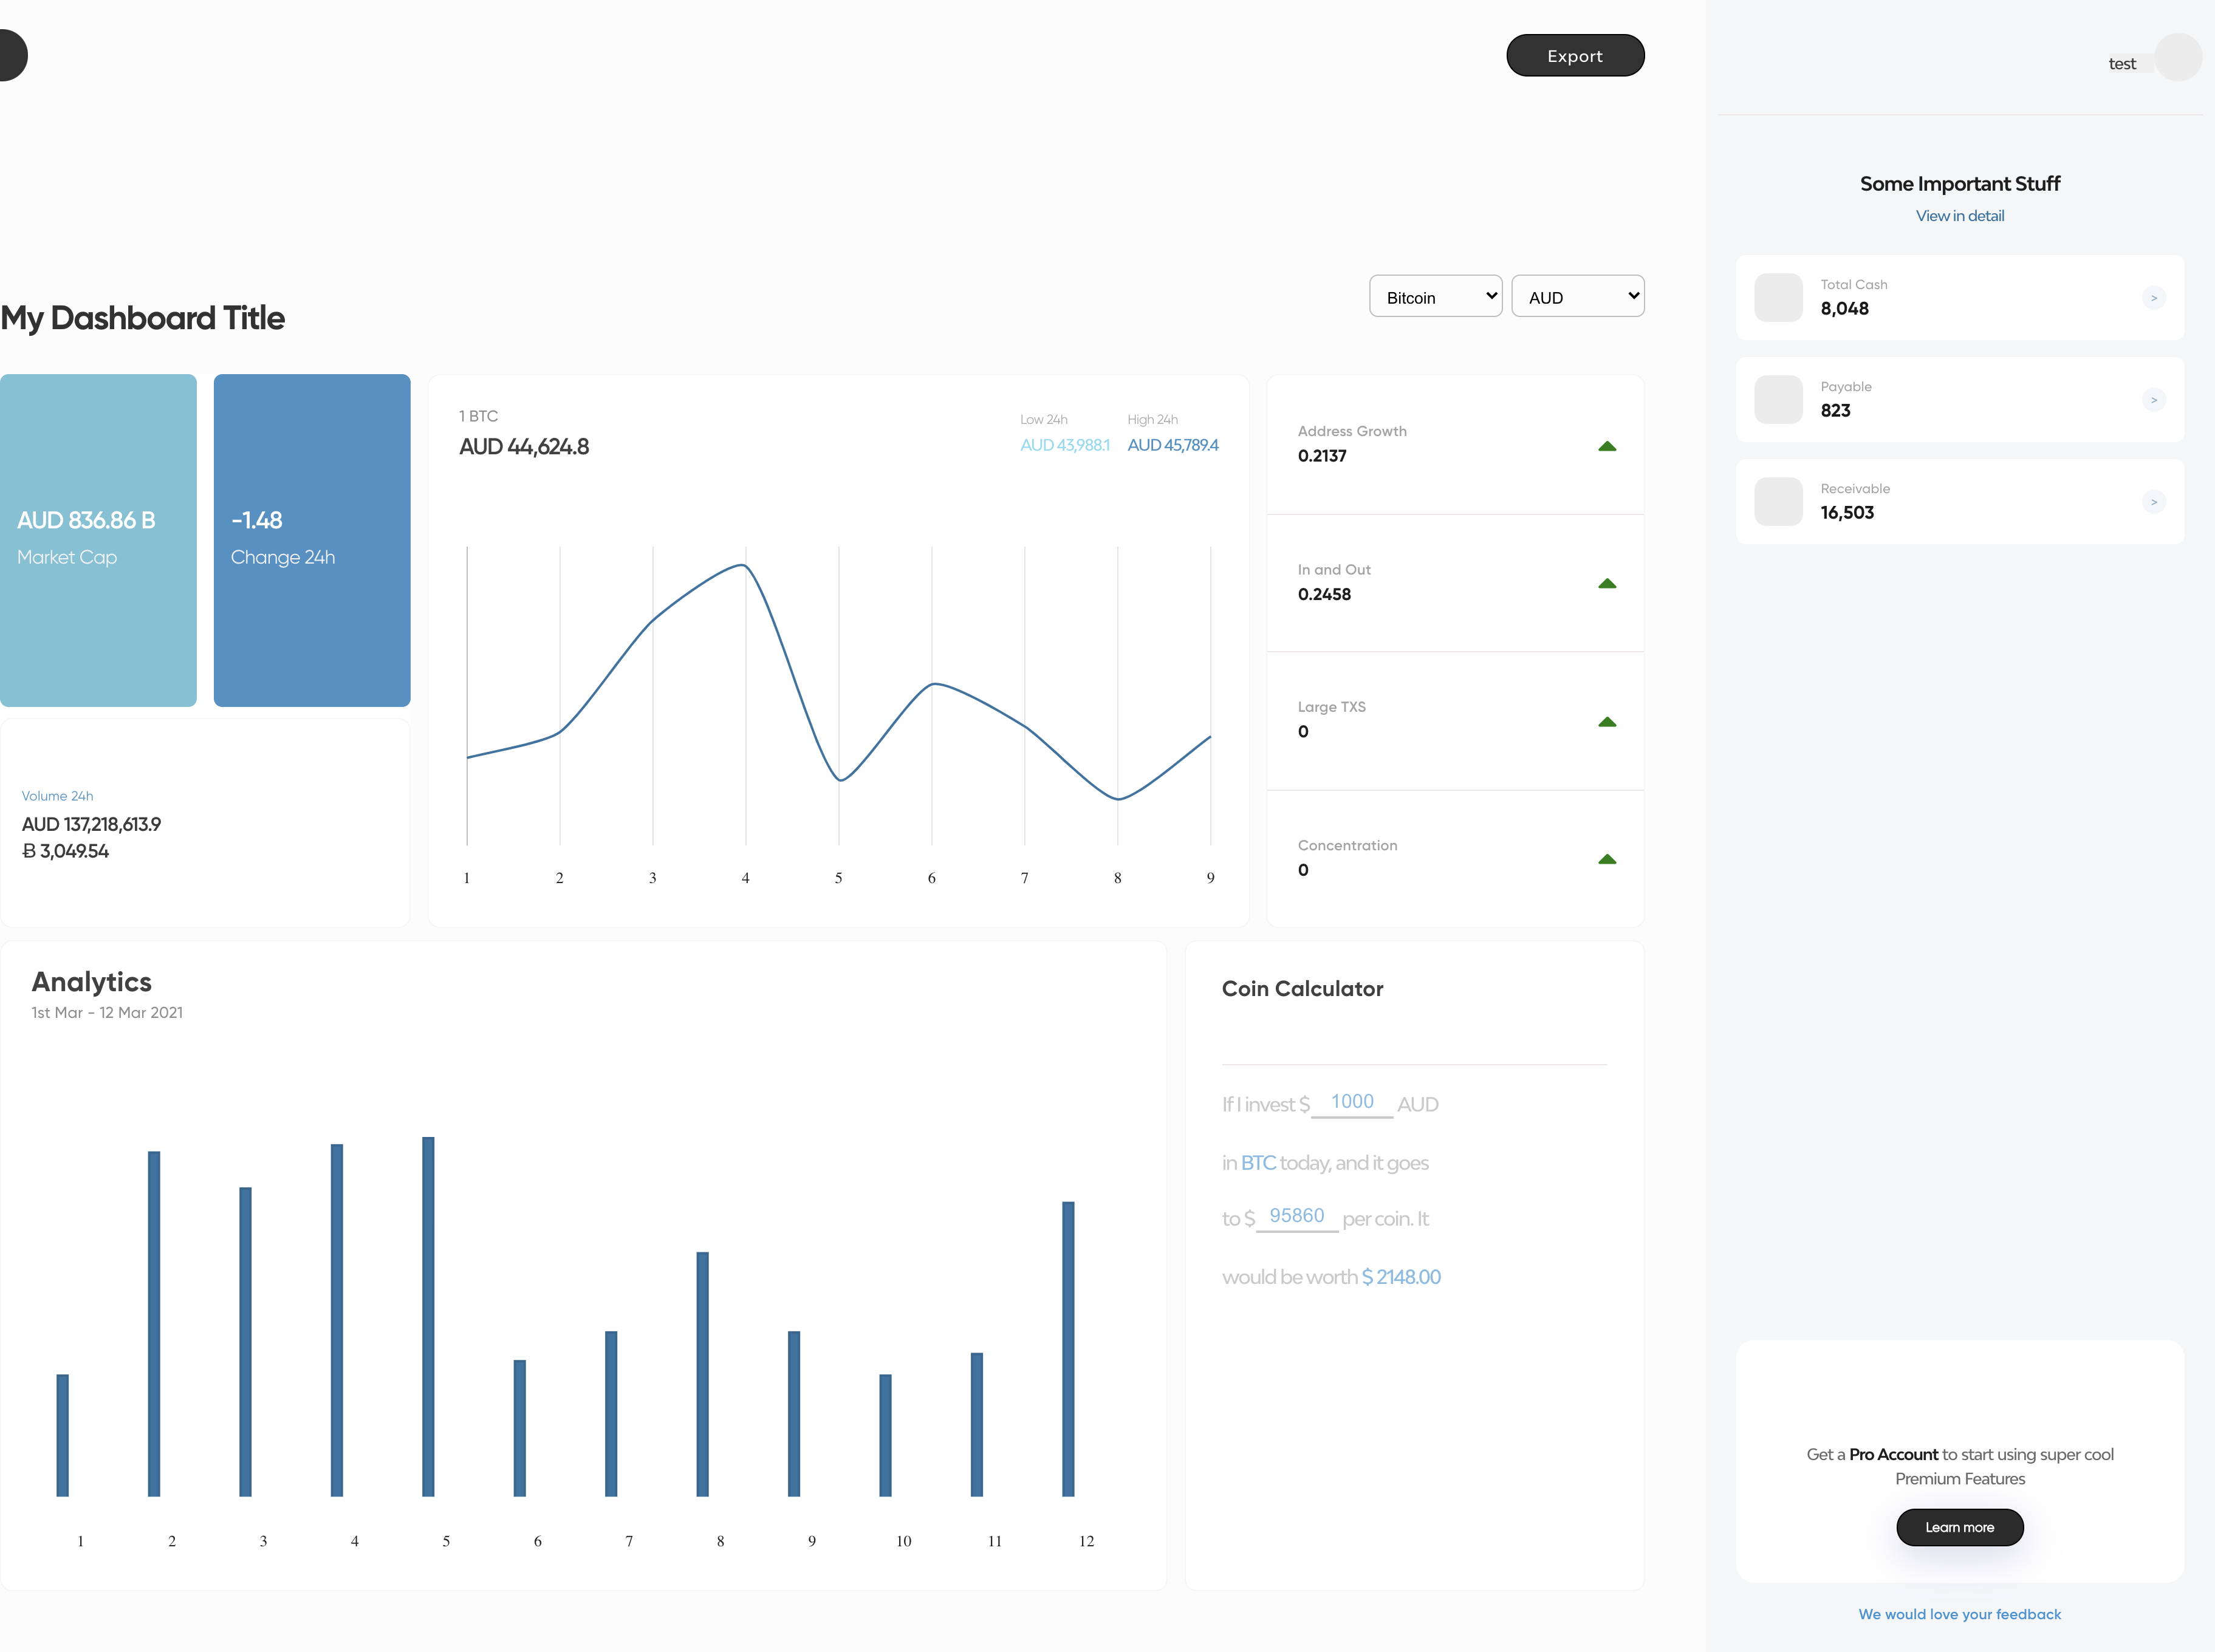 Export
test
My Dashboard Title
Bitcoin
AUD
AUD 836.86 B
Market Cap
-1.48
Change 24h
Volume 24h
AUD 137,218,613.9
Ƀ 3,049.54
1 BTC
AUD 44,624.8
Low 24h
AUD 43,988.1
High 24h
AUD 45,789.4
1 2 3 4 5 6 7 8 9
Address Growth
0.2137
In and Out
0.2458
Large TXS
0
Concentration
0
Analytics
1st Mar - 12 Mar 2021
1 2 3 4 5 6 7 8 9 10 11 12
Coin Calculator
If I invest $ 1000 AUD
in BTC today, and it goes
to $ 95860 per coin. It
would be worth $ 2148.00
Some Important Stuff
View in detail
Total Cash
8,048
>
Payable
823
>
Receivable
16,503
>
Get a Pro Account to start using super cool
Premium Features
Learn more
We would love your feedback